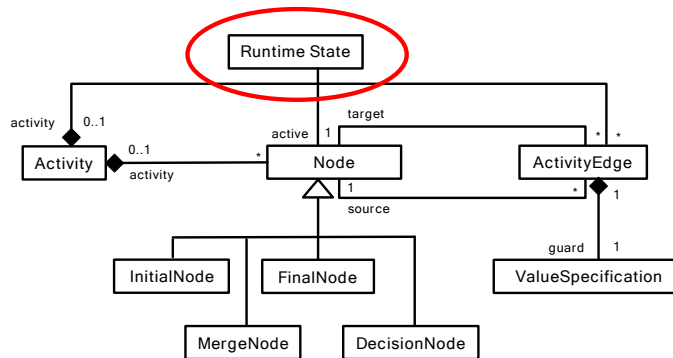 Runtime State
target
activity
0..1
0..1
active
1
*
*
Activity
activity
*
Node
ActivityEdge
1
source
*
1
guard
1
InitialNode
FinalNode
ValueSpecification
MergeNode
DecisionNode